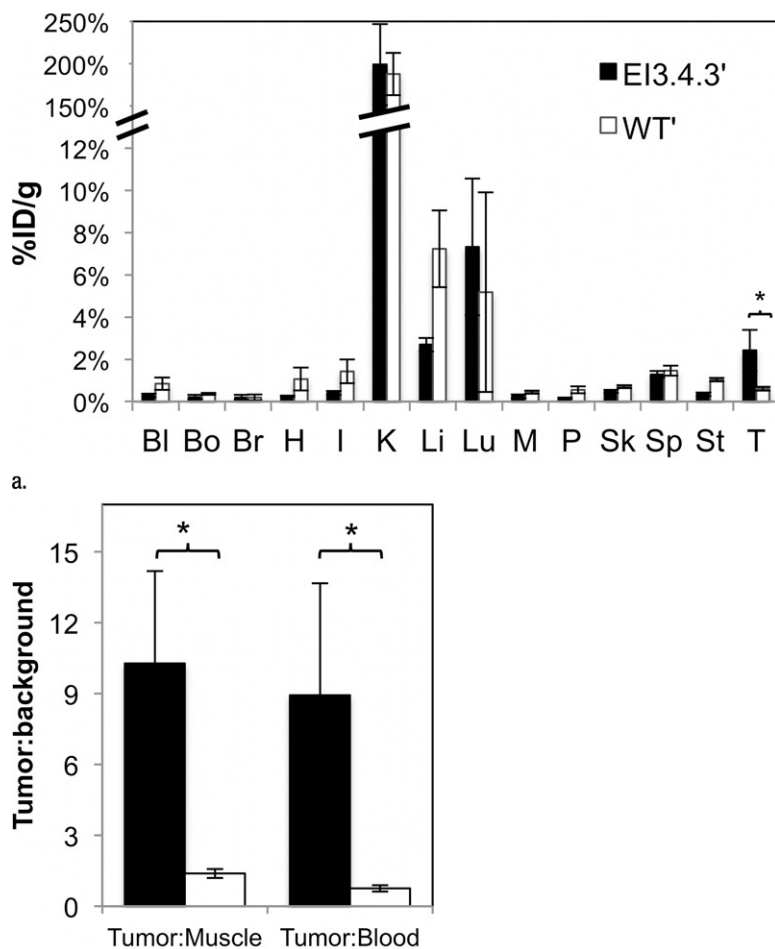 250%
200%
150%
12%
10%
8%
6%
4%
2%
0%
%ID/g
EI3.4.3'
WT'
*
Bl Bo Br H I K Li Lu M P Sk Sp St T
a.
15
12
9
6
3
0
Tumor:background
* *
Tumor:Muscle Tumor:Blood